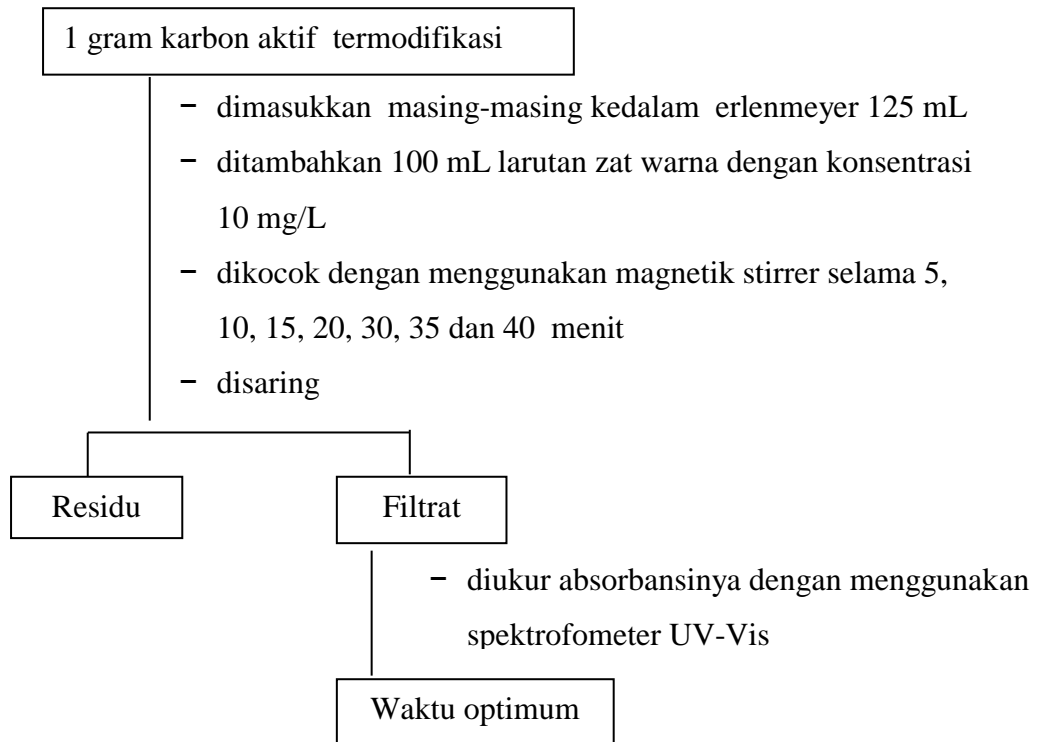 1 gram karbon aktif termodifikasi
− dimasukkan masing-masing kedalam erlenmeyer 125 mL
− ditambahkan 100 mL larutan zat warna dengan konsentrasi
10 mg/L
− dikocok dengan menggunakan magnetik stirrer selama 5,
10, 15, 20, 30, 35 dan 40 menit
− disaring
Residu
Filtrat
− diukur absorbansinya dengan menggunakan
spektrofometer UV-Vis
Waktu optimum